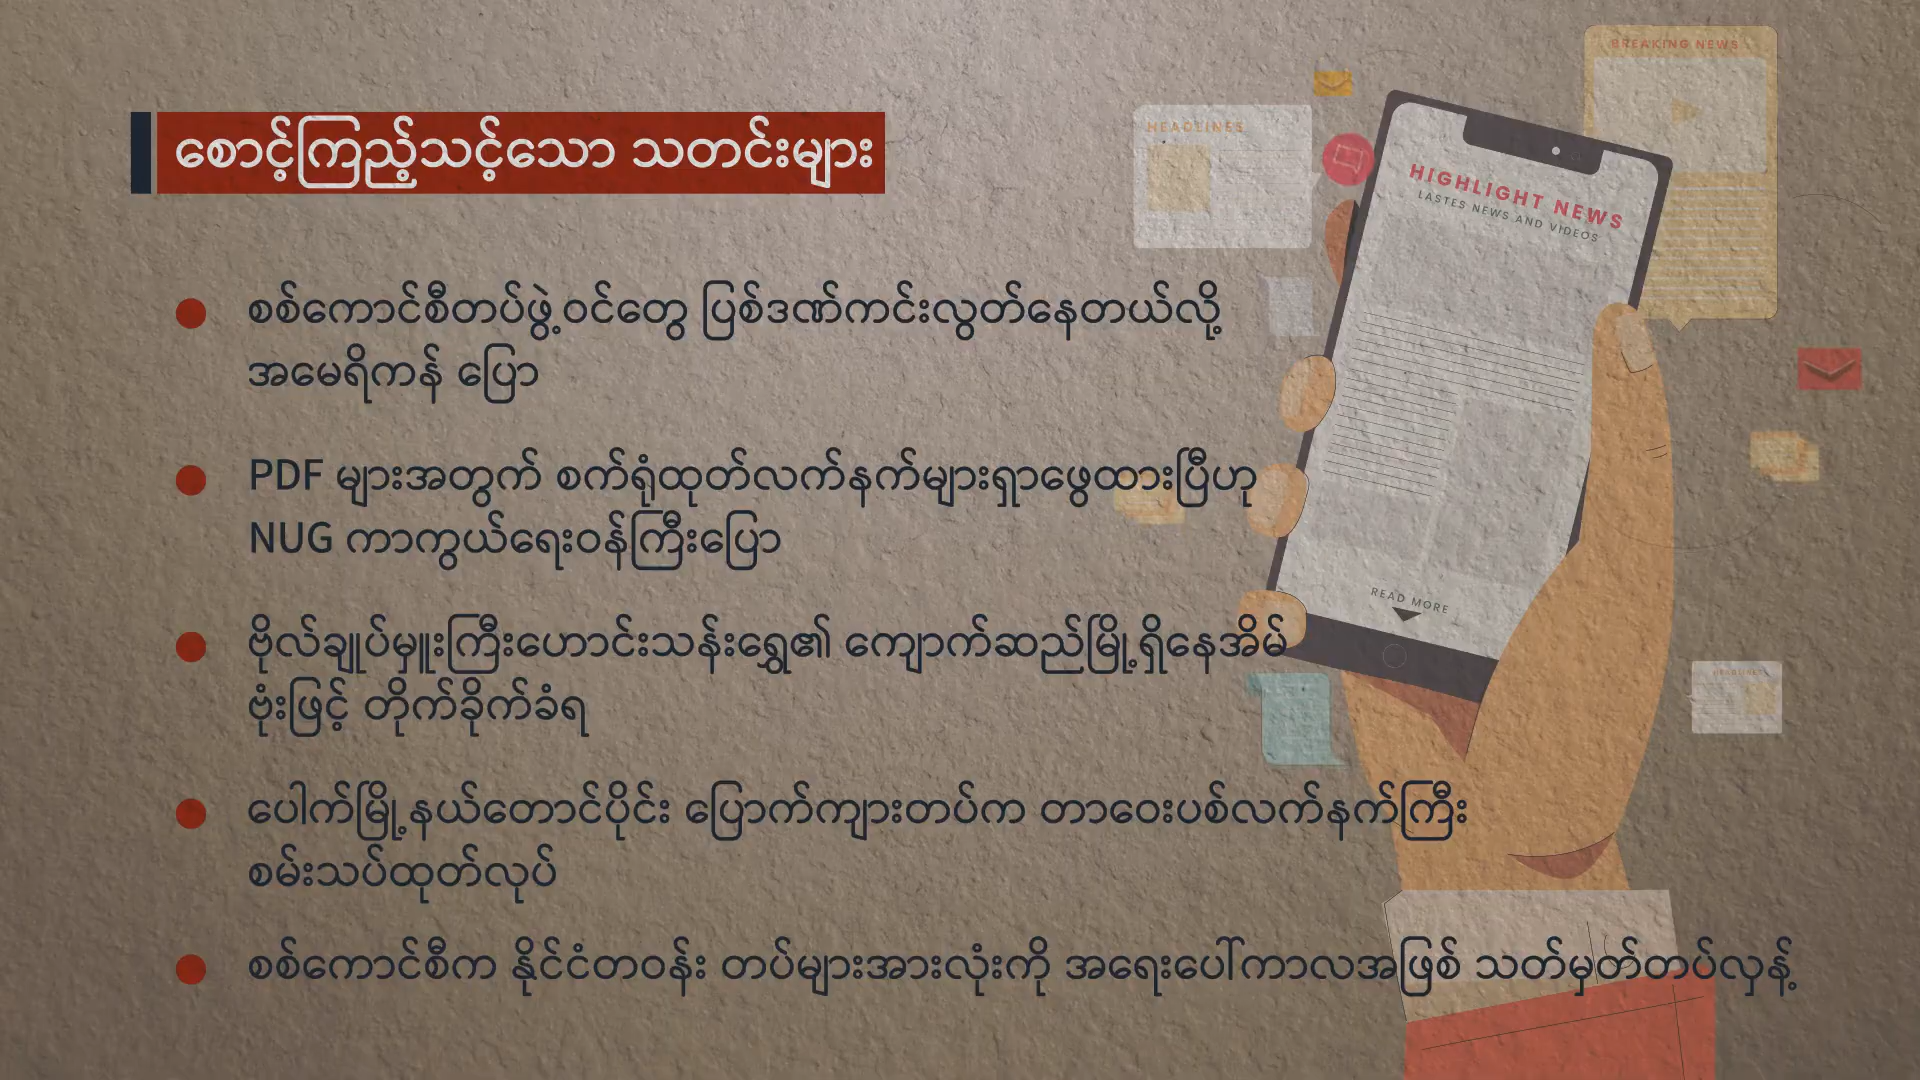 စောင့်ကြည့်သင့်သော သတင်းများ
စစ်ကောင်စီတပ်ဖွဲ့ဝင်တွေ ပြစ်ဒဏ်ကင်းလွတ်နေတယ်လို့
အမေရိကန် ပြော
PDF များအတွက် စက်ရုံထုတ်လက်နက်များရှာဖွေထားပြီဟု
NUG ကာကွယ်ရေးဝန်ကြီးပြော
ဗိုလ်ချုပ်မှူးကြီးဟောင်းသန်းရွှေ၏ ကျောက်ဆည်မြို့ရှိနေအိမ်
ဗုံးဖြင့် တိုက်ခိုက်ခံရ
ပေါက်မြို့နယ်တောင်ပိုင်း ပြောက်ကျားတပ်က တာဝေးပစ်လက်နက်ကြီး
စမ်းသပ်ထုတ်လုပ်
စစ်ကောင်စီက နိုင်ငံတဝန်း တပ်များအားလုံးကို အရေးပေါ်ကာလအဖြစ် သတ်မှတ်တပ်လှန့်
BREAKING NEWS
HEADLINES
HIGHLIGHT NEWS
LASTES NEWS AND VIDEOS
READ MORE
HEADLINES